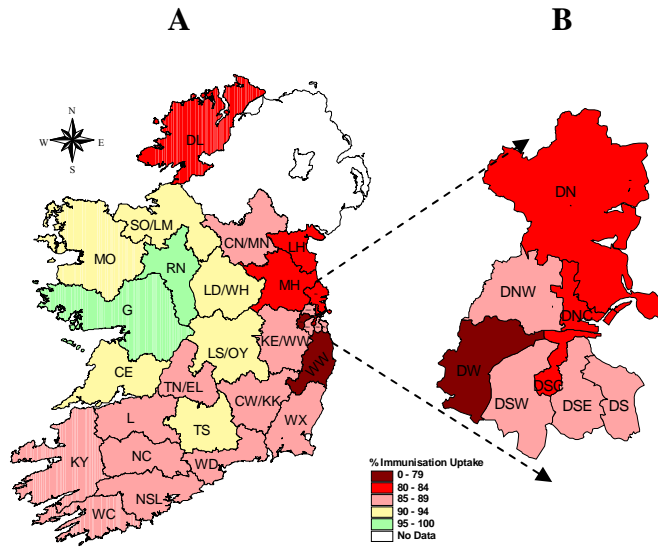 A B
N
W E
S
DL
SO/LM
CN/MN
LH
MO
RN
LD/WH
MH
G
KE/WW
LS/OY
WW
CE
TN/EL
CW/KK
L
TS
WX
KY
NC
WD
NSL
WC
DN
DNW
DNC
DW
DSC
DSW
DSE
DS
% Immunisation Uptake
0 - 79
80 - 84
85 - 89
90 - 94
95 - 100
No Data